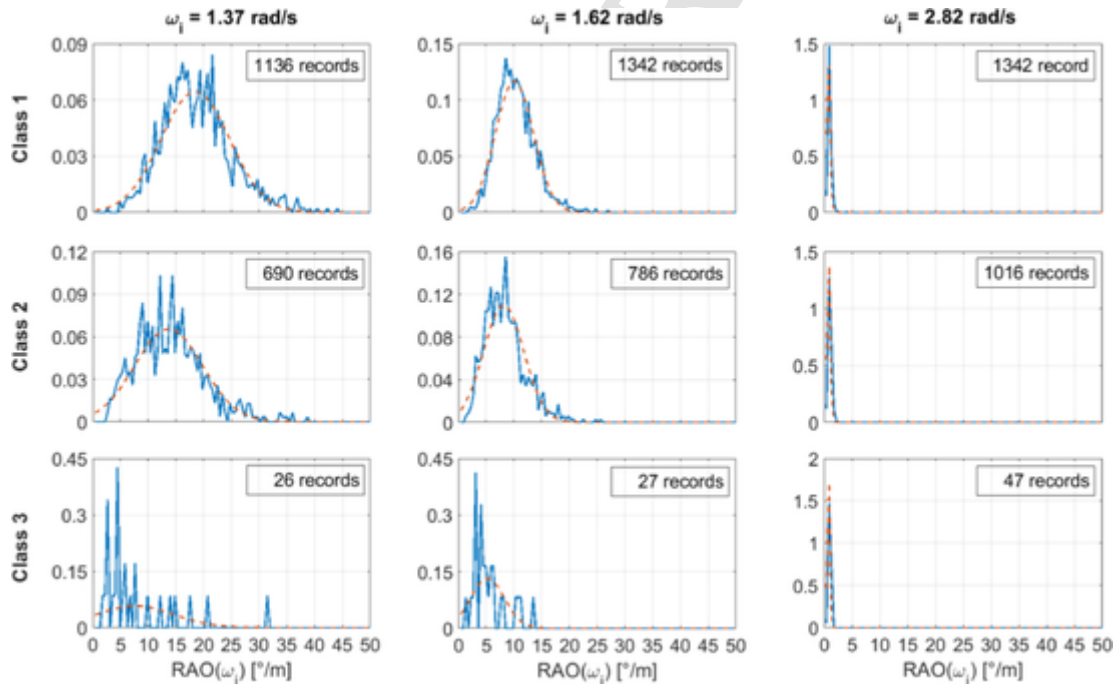 ω_i = 1.37 rad/s ω_i = 1.62 rad/s ω_i = 2.82 rad/s
Class 1
0.09
0.06
0.03
0
1136 records
0.15
0.1
0.05
0
1342 records
1.5
1
0.5
0
1342 record
Class 2
0.12
0.09
0.06
0.03
0
690 records
0.16
0.12
0.08
0.04
0
786 records
1.5
1
0.5
0
1016 records
Class 3
0.45
0.3
0.15
0
26 records
0.45
0.3
0.15
0
27 records
2
1.5
1
0.5
0
47 records
0 5 10 15 20 25 30 35 40 45 50
0 5 10 15 20 25 30 35 40 45 50
0 5 10 15 20 25 30 35 40 45 50
RAO(ω_i) [°/m] RAO(ω_i) [°/m] RAO(ω_i) [°/m]